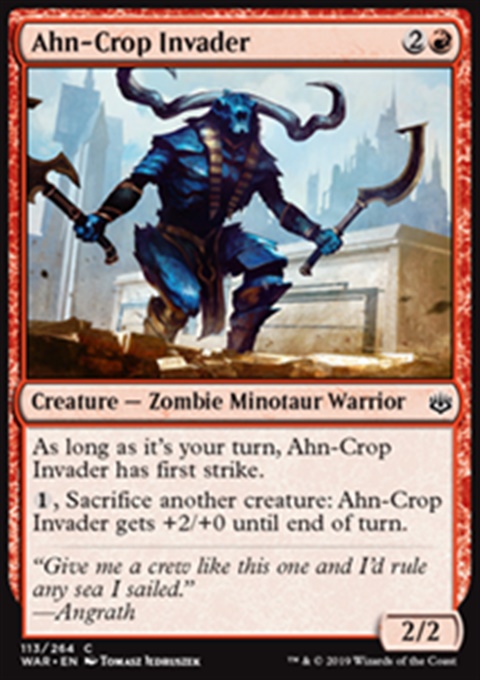 Ahn-Crop Invader 2
Creature — Zombie Minotaur Warrior
As long as it's your turn, Ahn-Crop
Invader has first strike.
1, Sacrifice another creature: Ahn-Crop
Invader gets +2/+0 until end of turn.
"Give me a crew like this one and I'd rule
any sea I sailed."
—Angrath
2/2
113/264 C
WAR • EN Tomasz Jedruszek
™ & © 2019 Wizards of the Coast